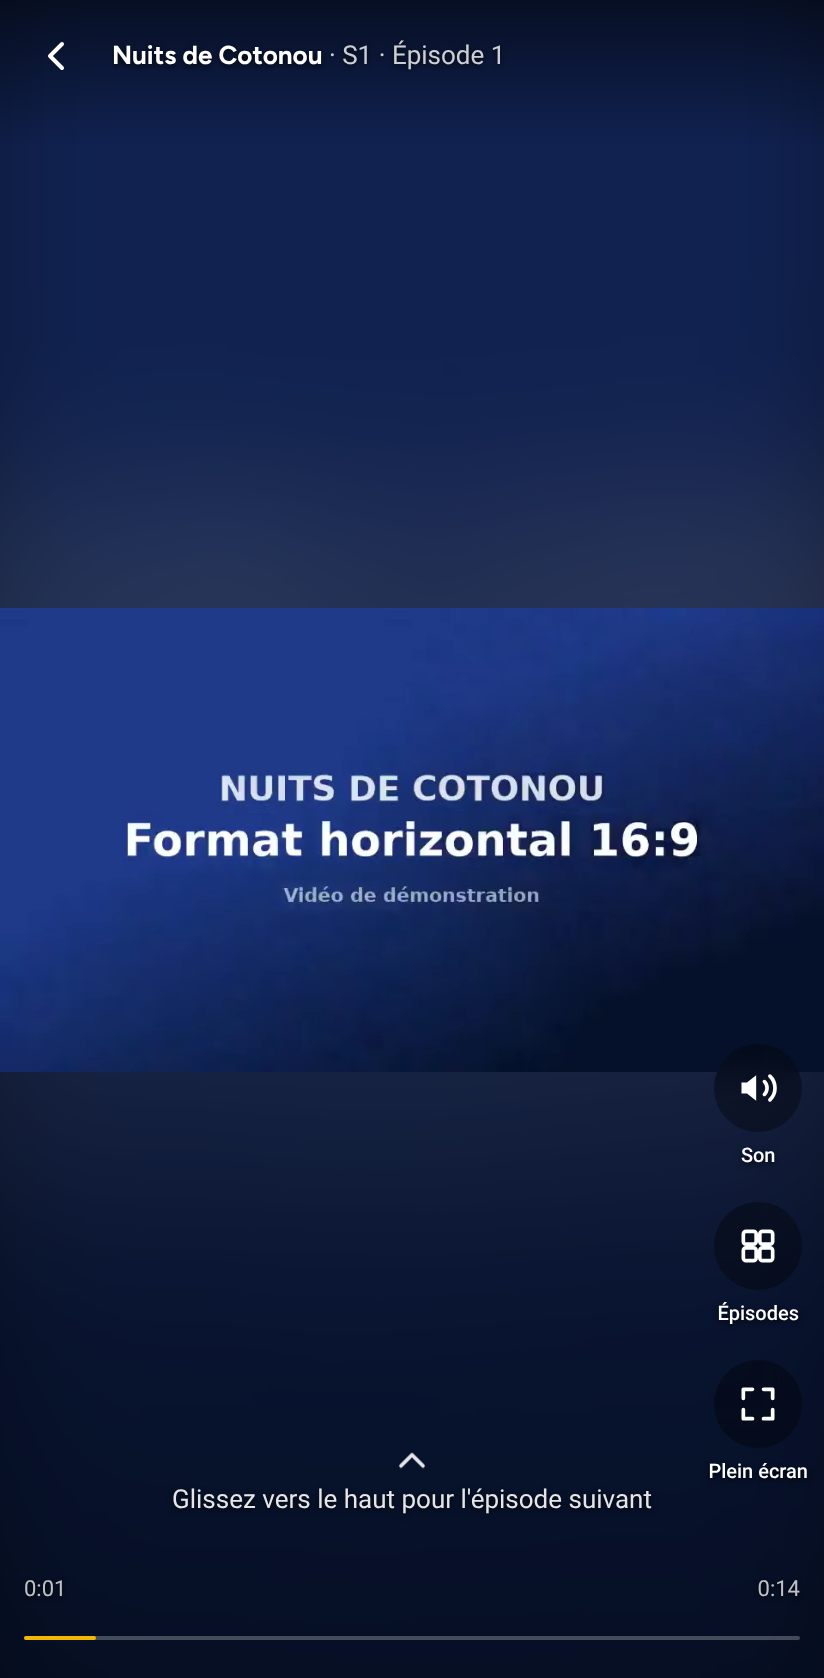 Nuits de Cotonou · S1 · Épisode 1
NUITS DE COTONOU
Format horizontal 16:9
Vidéo de démonstration
Son
Épisodes
Plein écran
Glissez vers le haut pour l'épisode suivant
0:01
0:14